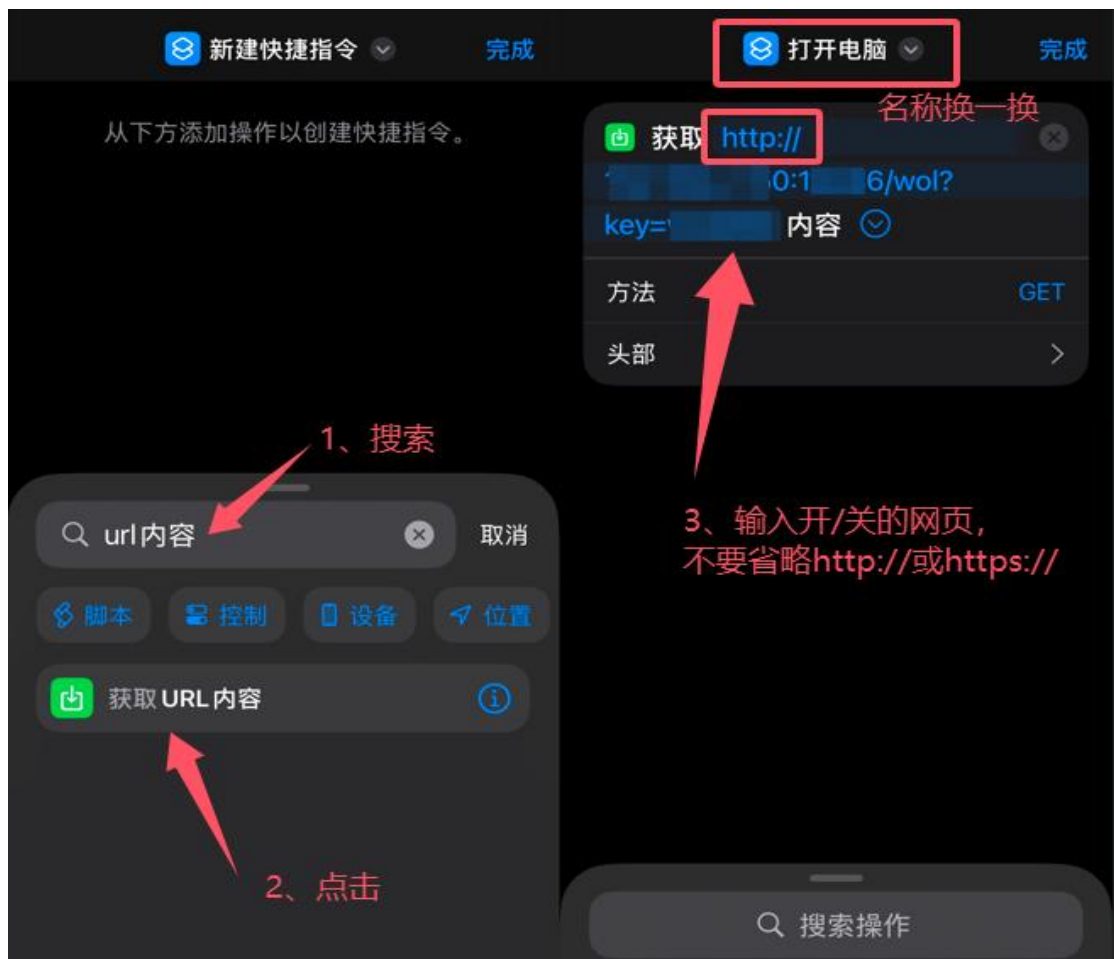 新建快捷指令
完成
从下方添加操作以创建快捷指令。
1、搜索
url内容
取消
脚本
控制
设备
位置
获取URL内容
2、点击
打开电脑
完成
名称换一换
获取 http://
0:1 6/wol?
key= 内容
方法
GET
头部
3、输入开/关的网页,
不要省略http://或https://
搜索操作